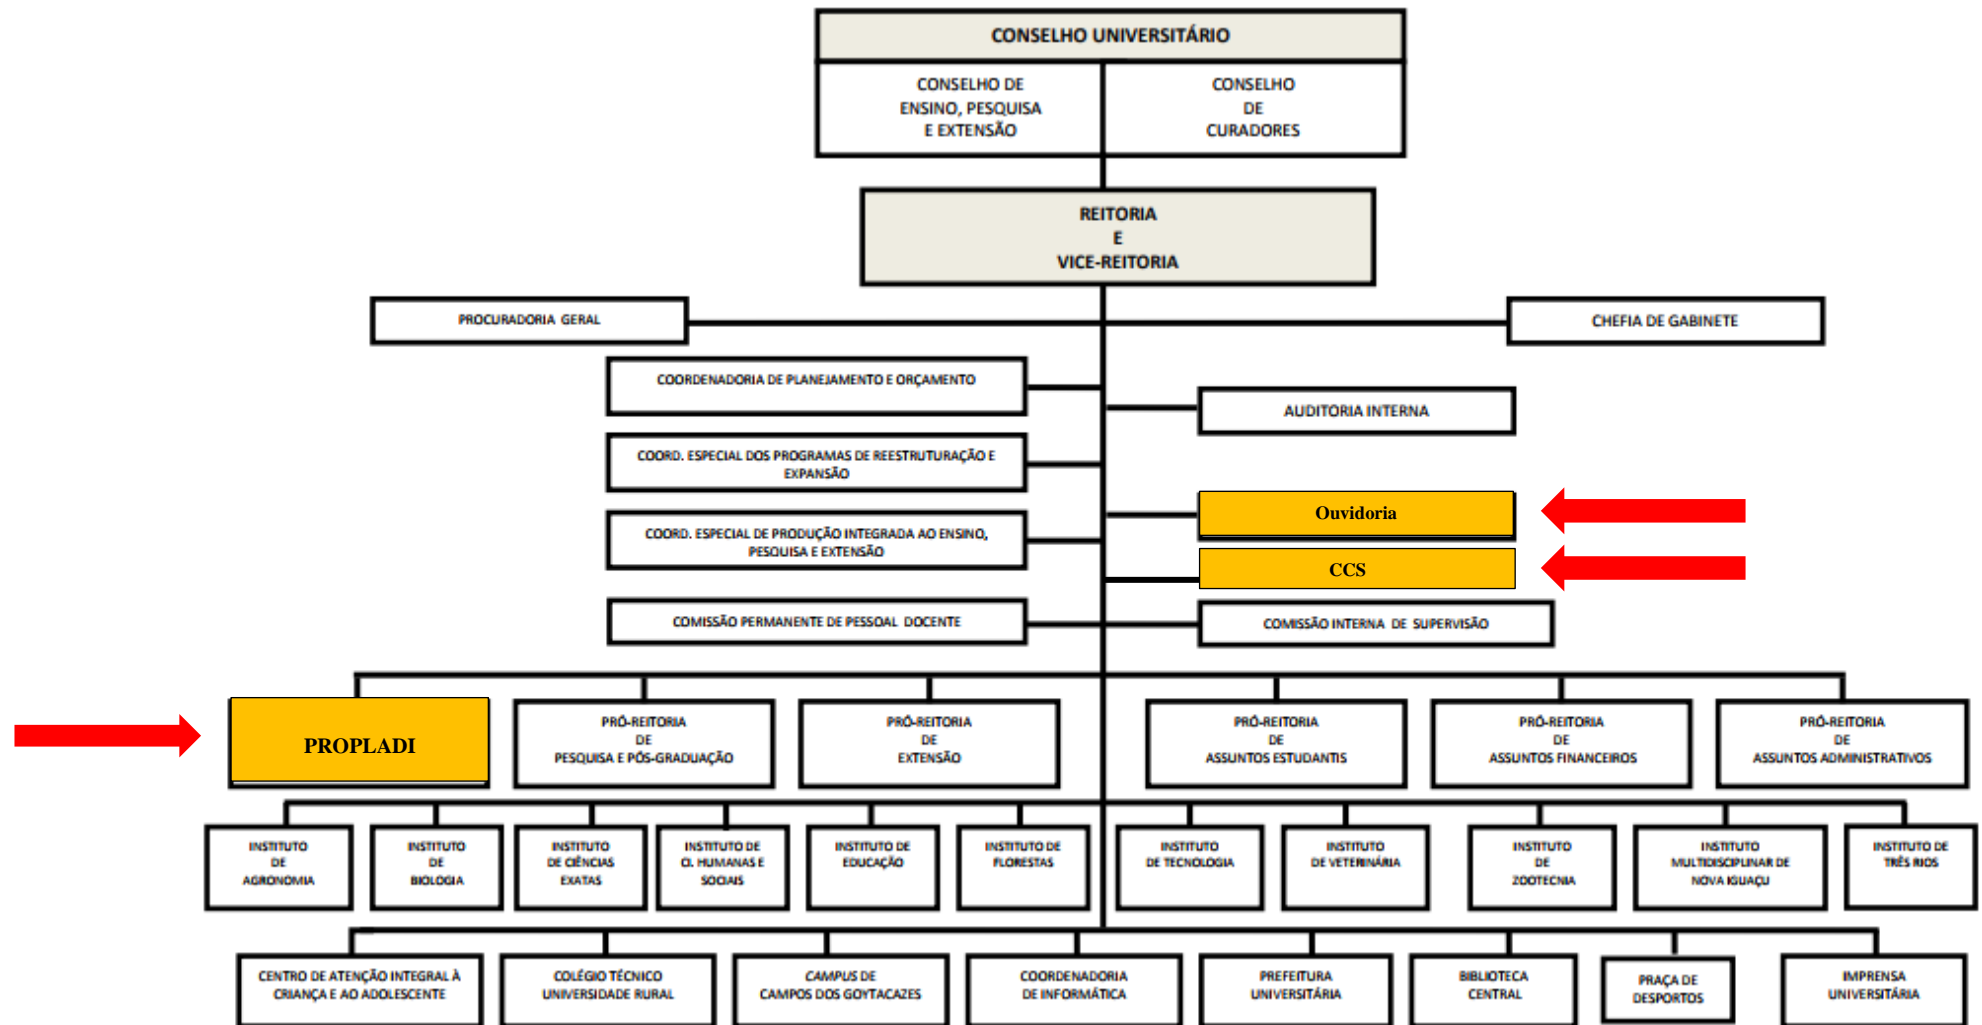 CONSELHO UNIVERSITÁRIO
CONSELHO DE
ENSINO, PESQUISA
E EXTENSÃO
CONSELHO
DE
CURADORES
REITORIA
E
VICE-REITORIA
PROCURADORIA GERAL
CHEFIA DE GABINETE
COORDENADORIA DE PLANEJAMENTO E ORÇAMENTO
AUDITORIA INTERNA
COORD. ESPECIAL DOS PROGRAMAS DE REESTRUTURAÇÃO E
EXPANSÃO
Ouvidoria
COORD. ESPECIAL DE PRODUÇÃO INTEGRADA AO ENSINO,
PESQUISA E EXTENSÃO
CCS
COMISSÃO PERMANENTE DE PESSOAL DOCENTE
COMISSÃO INTERNA DE SUPERVISÃO
PROPLADI
PRÓ-REITORIA
DE
PESQUISA E PÓS-GRADUAÇÃO
PRÓ-REITORIA
DE
EXTENSÃO
PRÓ-REITORIA
DE
ASSUNTOS ESTUDANTIS
PRÓ-REITORIA
DE
ASSUNTOS FINANCEIROS
PRÓ-REITORIA
DE
ASSUNTOS ADMINISTRATIVOS
INSTITUTO
DE
AGRONOMIA
INSTITUTO
DE
BIOLOGIA
INSTITUTO
DE CIÊNCIAS
EXATAS
INSTITUTO DE
CI. HUMANAS E
SOCIAIS
INSTITUTO DE
EDUCAÇÃO
INSTITUTO DE
FLORESTAS
INSTITUTO
DE TECNOLOGIA
INSTITUTO
DE VETERINÁRIA
INSTITUTO
DE
ZOOTECNIA
INSTITUTO
MULTIDISCIPLINAR DE
NOVA IGUAÇU
INSTITUTO DE
TRÊS RIOS
CENTRO DE ATENÇÃO INTEGRAL À
CRIANÇA E AO ADOLESCENTE
COLÉGIO TÉCNICO
UNIVERSIDADE RURAL
CAMPUS DE
CAMPOS DOS GOYTACAZES
COORDENADORIA
DE INFORMÁTICA
PREFEITURA
UNIVERSITÁRIA
BIBLIOTECA
CENTRAL
PRAÇA DE
DESPORTOS
IMPRENSA
UNIVERSITÁRIA